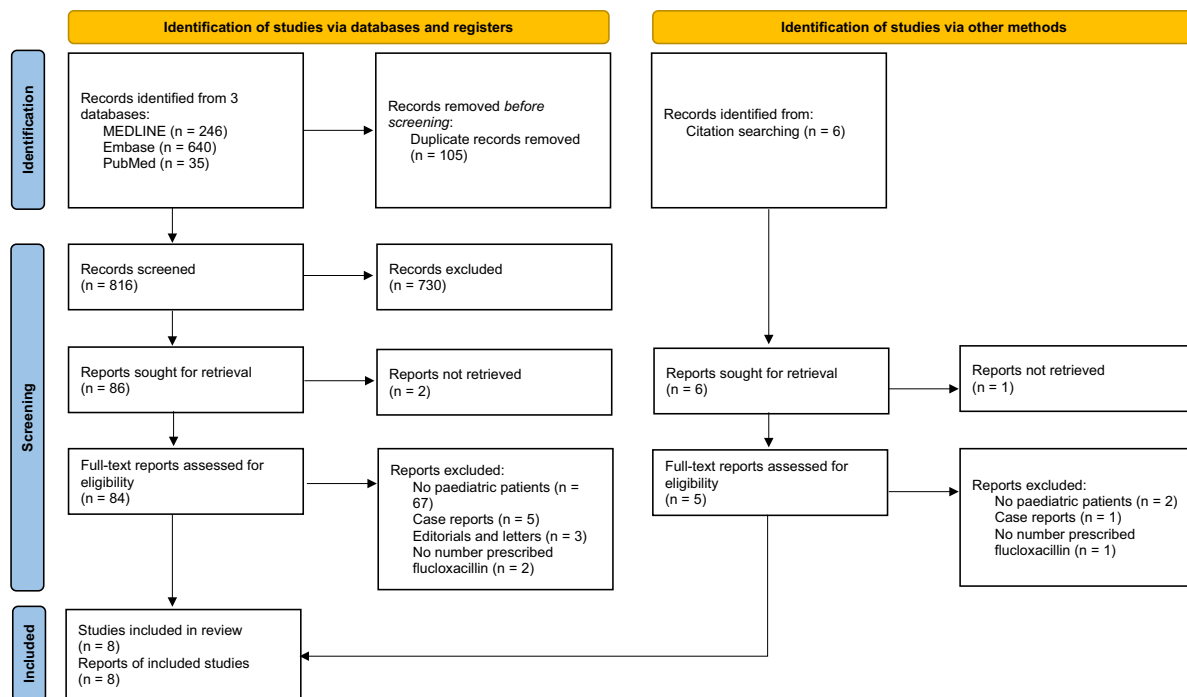 Identification of studies via databases and registers
Identification of studies via other methods
Identification
Records identified from 3
databases:
MEDLINE (n = 246)
Embase (n = 640)
PubMed (n = 35)
Records removed before
screening:
Duplicate records removed
(n = 105)
Records identified from:
Citation searching (n = 6)
Screening
Records screened
(n = 816)
Records excluded
(n = 730)
Reports sought for retrieval
(n = 86)
Reports not retrieved
(n = 2)
Reports sought for retrieval
(n = 6)
Reports not retrieved
(n = 1)
Full-text reports assessed for
eligibility
(n = 84)
Reports excluded:
No paediatric patients (n =
67)
Case reports (n = 5)
Editorials and letters (n = 3)
No number prescribed
flucloxacillin (n = 2)
Full-text reports assessed for
eligibility
(n = 5)
Reports excluded:
No paediatric patients (n = 2)
Case reports (n = 1)
No number prescribed
flucloxacillin (n = 1)
Included
Studies included in review
(n = 8)
Reports of included studies
(n = 8)